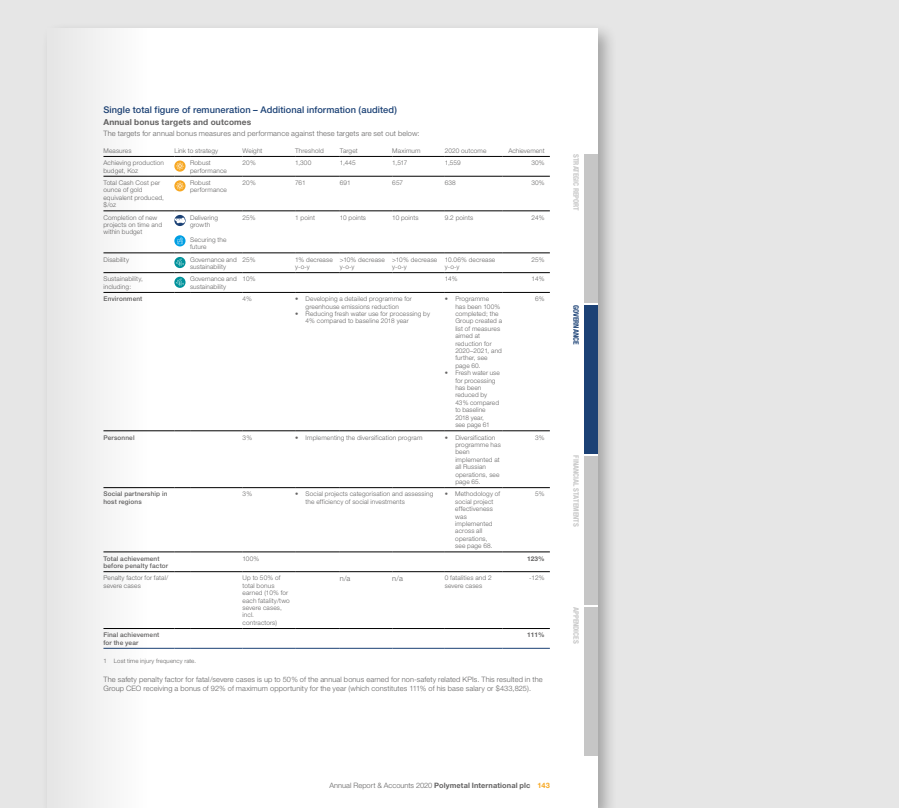 Single total figure of remuneration – Additional information (audited)
Annual bonus targets and outcomes
The targets for annual bonus measures and performance against these targets are set out below:
Measures Link to strategy Weight Threshold Target Maximum 2020 outcome Achievement
Achieving production Robust 20% 1,300 1,445 1,517 1,559 30%
budget, Koz performance
Total Cash Cost per Robust 20% 761 691 657 638 30%
ounce of gold performance
equivalent produced,
$/oz
Completion of new Delivering 25% 1 point 10 points 10 points 9.2 points 24%
projects on time and growth
within budget
Securing the
future
Disability Governance and 25% 1% decrease >10% decrease >10% decrease 10.06% decrease 25%
sustainability y-o-y y-o-y y-o-y y-o-y
Sustainability, Governance and 10% 14% 14%
including: sustainability
Environment 4% • Developing a detailed programme for • Programme 6%
greenhouse emissions reduction has been 100%
• Reducing fresh water use for processing by completed; the
4% compared to baseline 2018 year Group created a
list of measures
aimed at
reduction for
2020–2021, and
further, see
page 60.
• Fresh water use
for processing
has been
reduced by
43% compared
to baseline
2018 year,
see page 61
Personnel 3% • Implementing the diversification program • Diversification 3%
programme has
been
implemented at
all Russian
operations, see
page 65.
Social partnership in 3% • Social projects categorisation and assessing • Methodology of 5%
host regions the efficiency of social investments social project
effectiveness
was
implemented
across all
operations,
see page 68.
Total achievement 100% 123%
before penalty factor
Penalty factor for fatal/ Up to 50% of n/a n/a 0 fatalities and 2 -12%
severe cases total bonus severe cases
earned (10% for
each fatality/two
severe cases,
incl.
contractors)
Final achievement 111%
for the year
1 Lost time injury frequency rate.
The safety penalty factor for fatal/severe cases is up to 50% of the annual bonus earned for non-safety related KPIs. This resulted in the
Group CEO receiving a bonus of 92% of maximum opportunity for the year (which constitutes 111% of his base salary or $433,825).
STRATEGIC REPORT
GOVERNANCE
FINANCIAL STATEMENTS
APPENDICES
Annual Report & Accounts 2020 Polymetal International plc 143